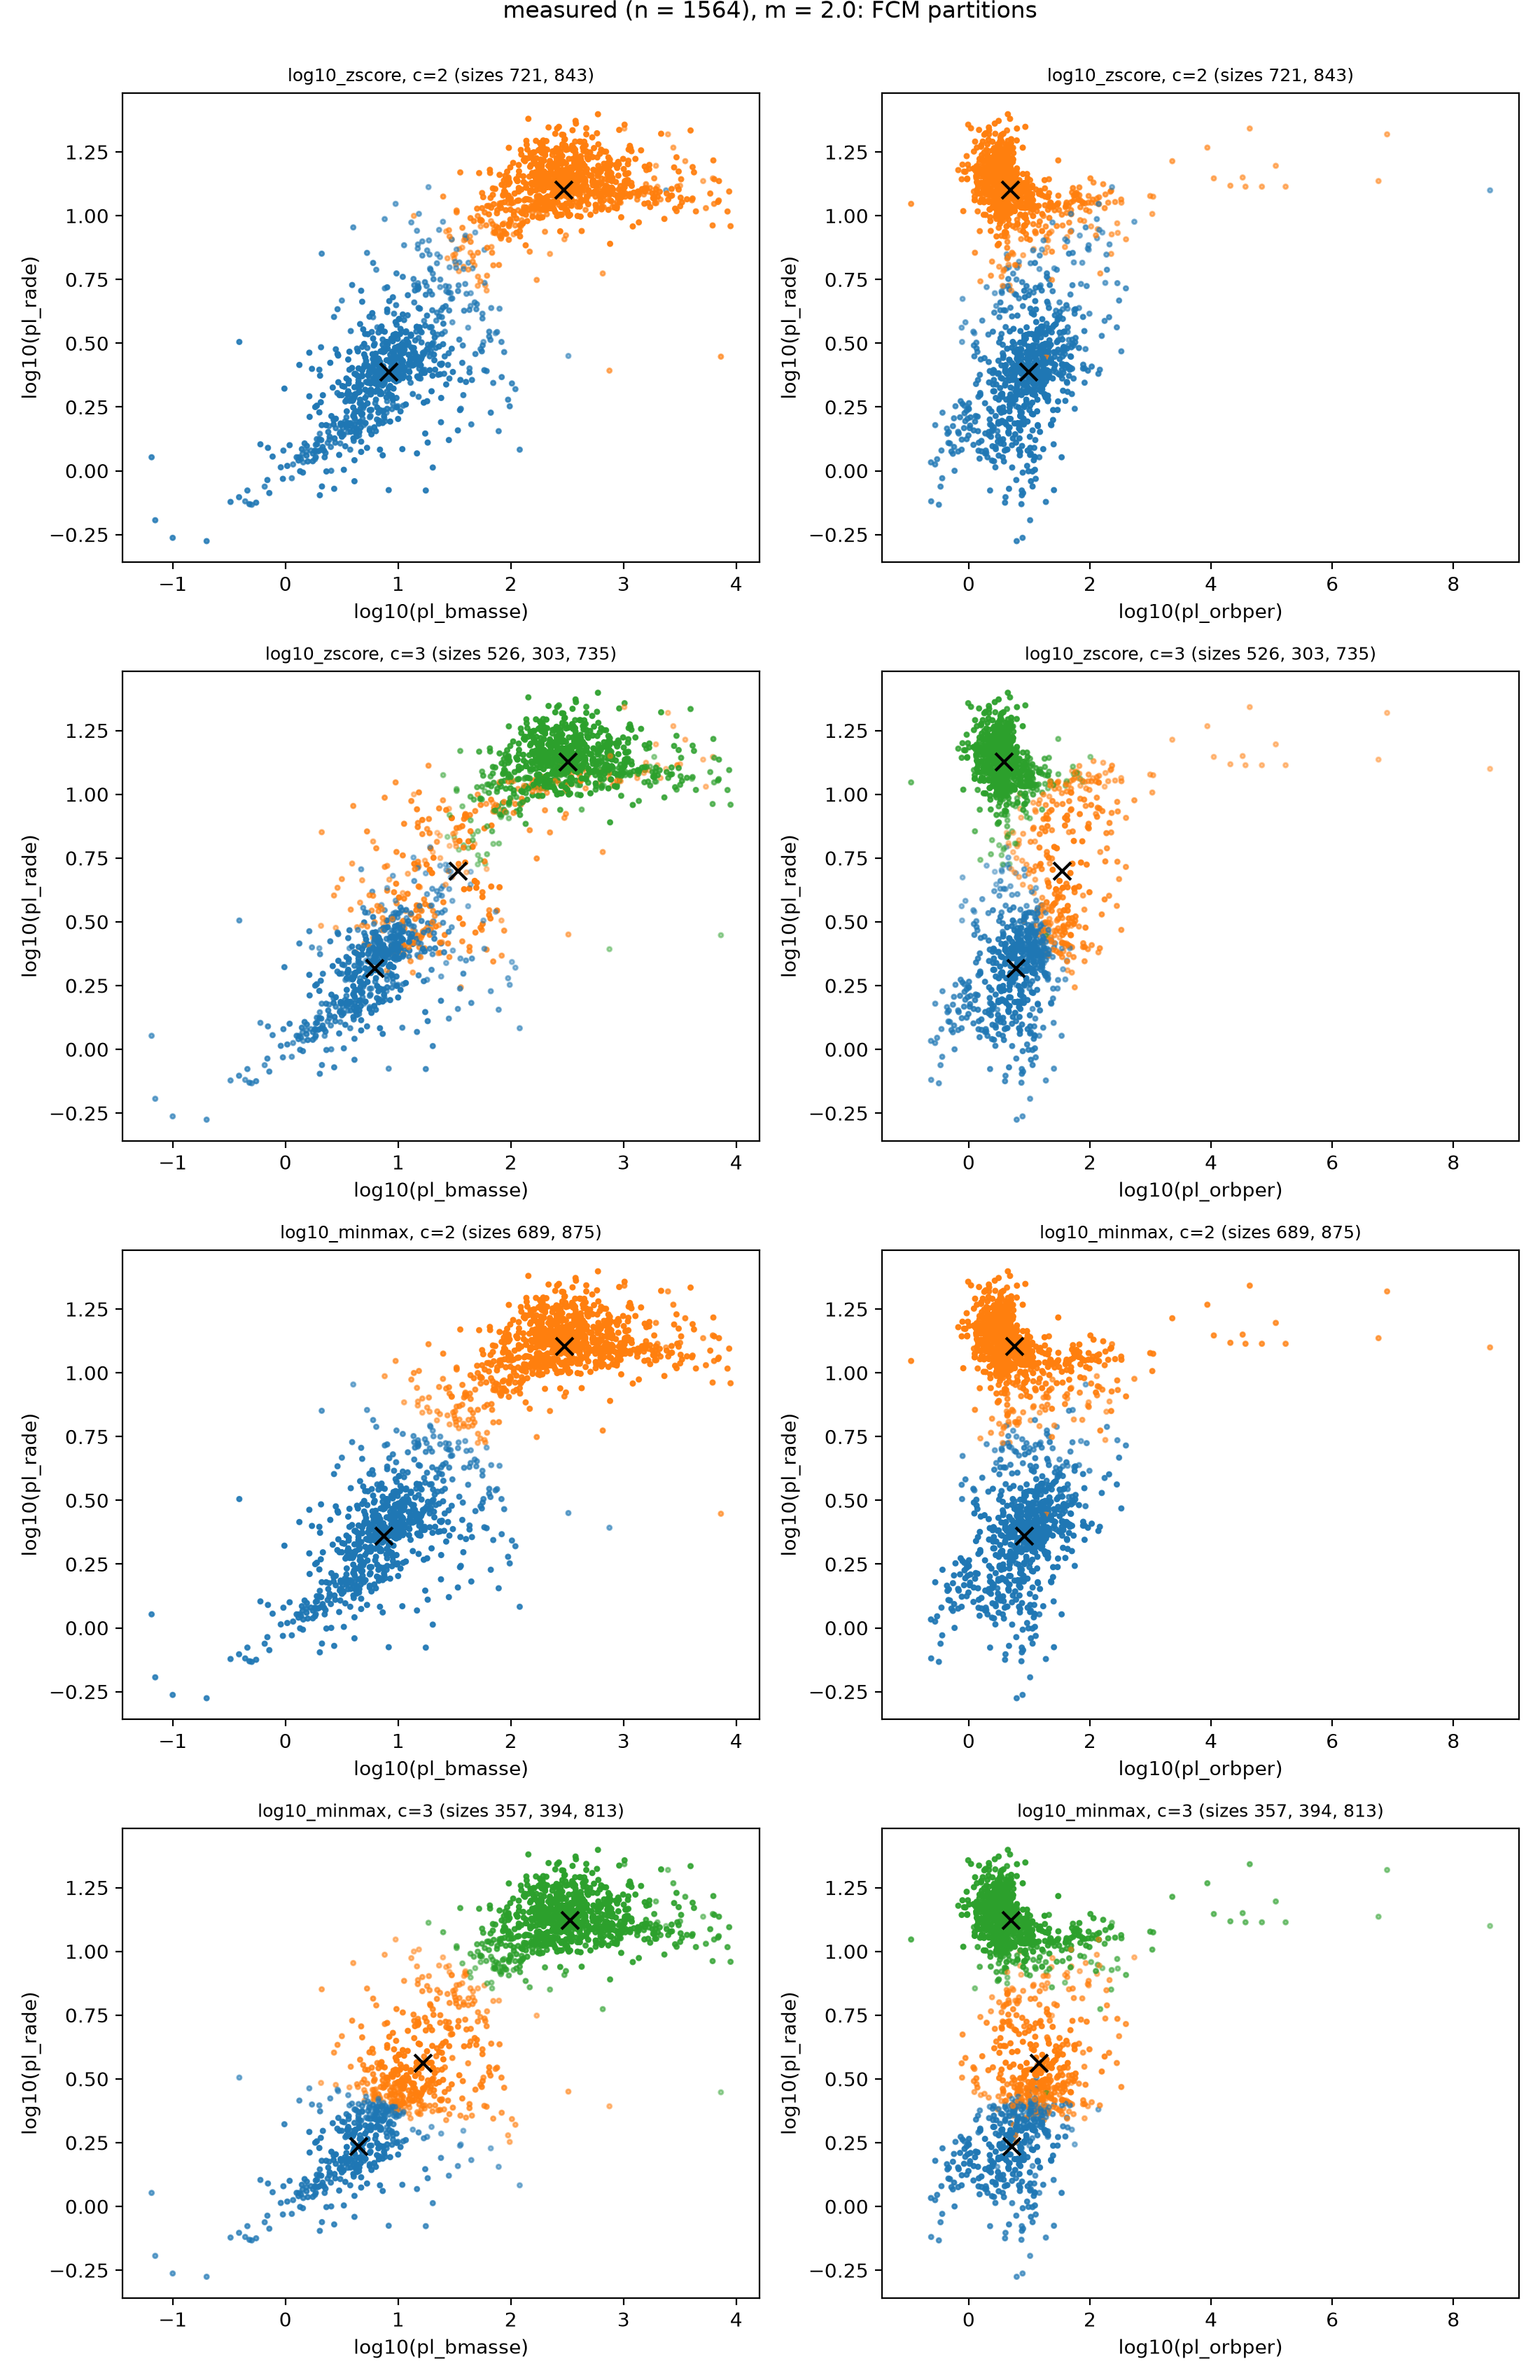 measured (n = 1564), m = 2.0: FCM partitions
log10_zscore, c=2 (sizes 721, 843)
1.25
1.00
0.75
0.50
0.25
0.00
−0.25
log10(pl_rade)
−1 0 1 2 3 4
log10(pl_bmasse)
log10_zscore, c=2 (sizes 721, 843)
1.25
1.00
0.75
0.50
0.25
0.00
−0.25
log10(pl_rade)
0 2 4 6 8
log10(pl_orbper)
log10_zscore, c=3 (sizes 526, 303, 735)
1.25
1.00
0.75
0.50
0.25
0.00
−0.25
log10(pl_rade)
−1 0 1 2 3 4
log10(pl_bmasse)
log10_zscore, c=3 (sizes 526, 303, 735)
1.25
1.00
0.75
0.50
0.25
0.00
−0.25
log10(pl_rade)
0 2 4 6 8
log10(pl_orbper)
log10_minmax, c=2 (sizes 689, 875)
1.25
1.00
0.75
0.50
0.25
0.00
−0.25
log10(pl_rade)
−1 0 1 2 3 4
log10(pl_bmasse)
log10_minmax, c=2 (sizes 689, 875)
1.25
1.00
0.75
0.50
0.25
0.00
−0.25
log10(pl_rade)
0 2 4 6 8
log10(pl_orbper)
log10_minmax, c=3 (sizes 357, 394, 813)
1.25
1.00
0.75
0.50
0.25
0.00
−0.25
log10(pl_rade)
−1 0 1 2 3 4
log10(pl_bmasse)
log10_minmax, c=3 (sizes 357, 394, 813)
1.25
1.00
0.75
0.50
0.25
0.00
−0.25
log10(pl_rade)
0 2 4 6 8
log10(pl_orbper)